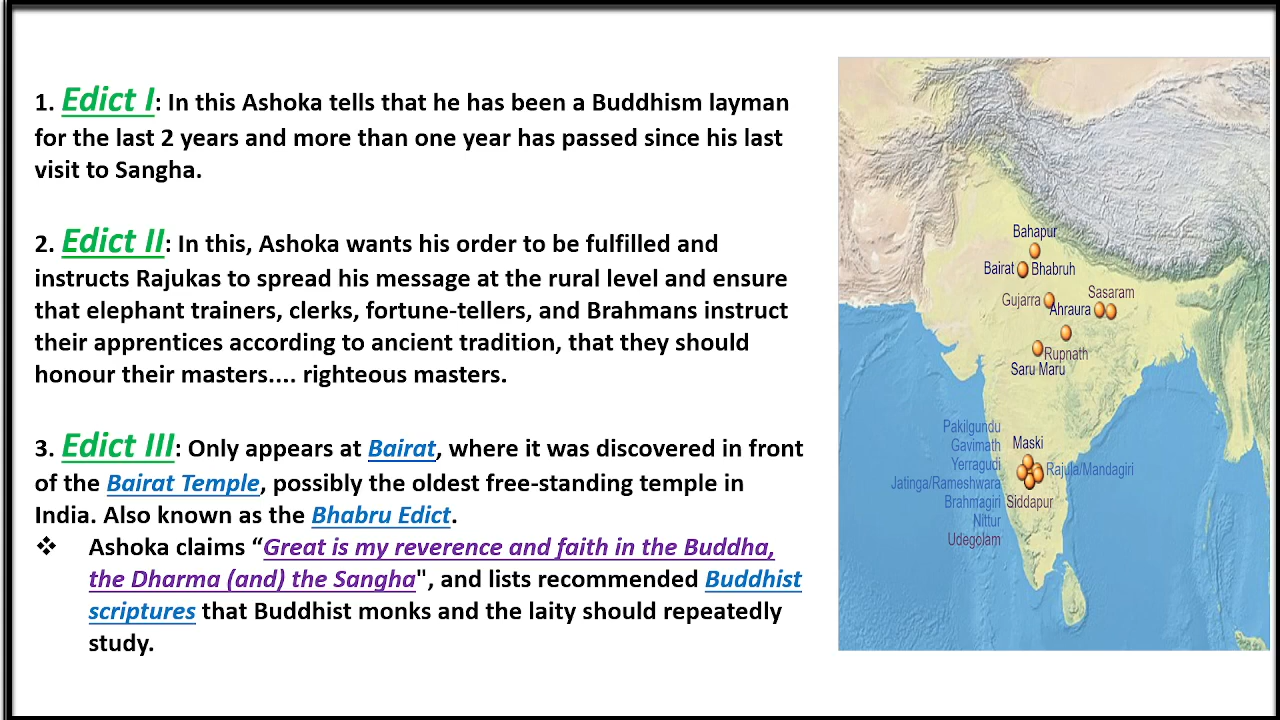 1. Edict I: In this Ashoka tells that he has been a Buddhism layman
for the last 2 years and more than one year has passed since his last
visit to Sangha.
2. Edict II: In this, Ashoka wants his order to be fulfilled and
instructs Rajukas to spread his message at the rural level and ensure
that elephant trainers, clerks, fortune-tellers, and Brahmans instruct
their apprentices according to ancient tradition, that they should
honour their masters.... righteous masters.
3. Edict III: Only appears at Bairat, where it was discovered in front
of the Bairat Temple, possibly the oldest free-standing temple in
India. Also known as the Bhabru Edict.
❖ Ashoka claims “Great is my reverence and faith in the Buddha,
the Dharma (and) the Sangha", and lists recommended Buddhist
scriptures that Buddhist monks and the laity should repeatedly
study.
Bahapur
Bairat Bhabruh
Gujarra
Sasaram
Ahraura
Rupnath
Saru Maru
Pakilgundu
Gavimath
Maski
Yerragudi
Rajula/Mandagiri
Jatinga/Rameshwara
Brahmagiri
Siddapur
Nittur
Udegolam